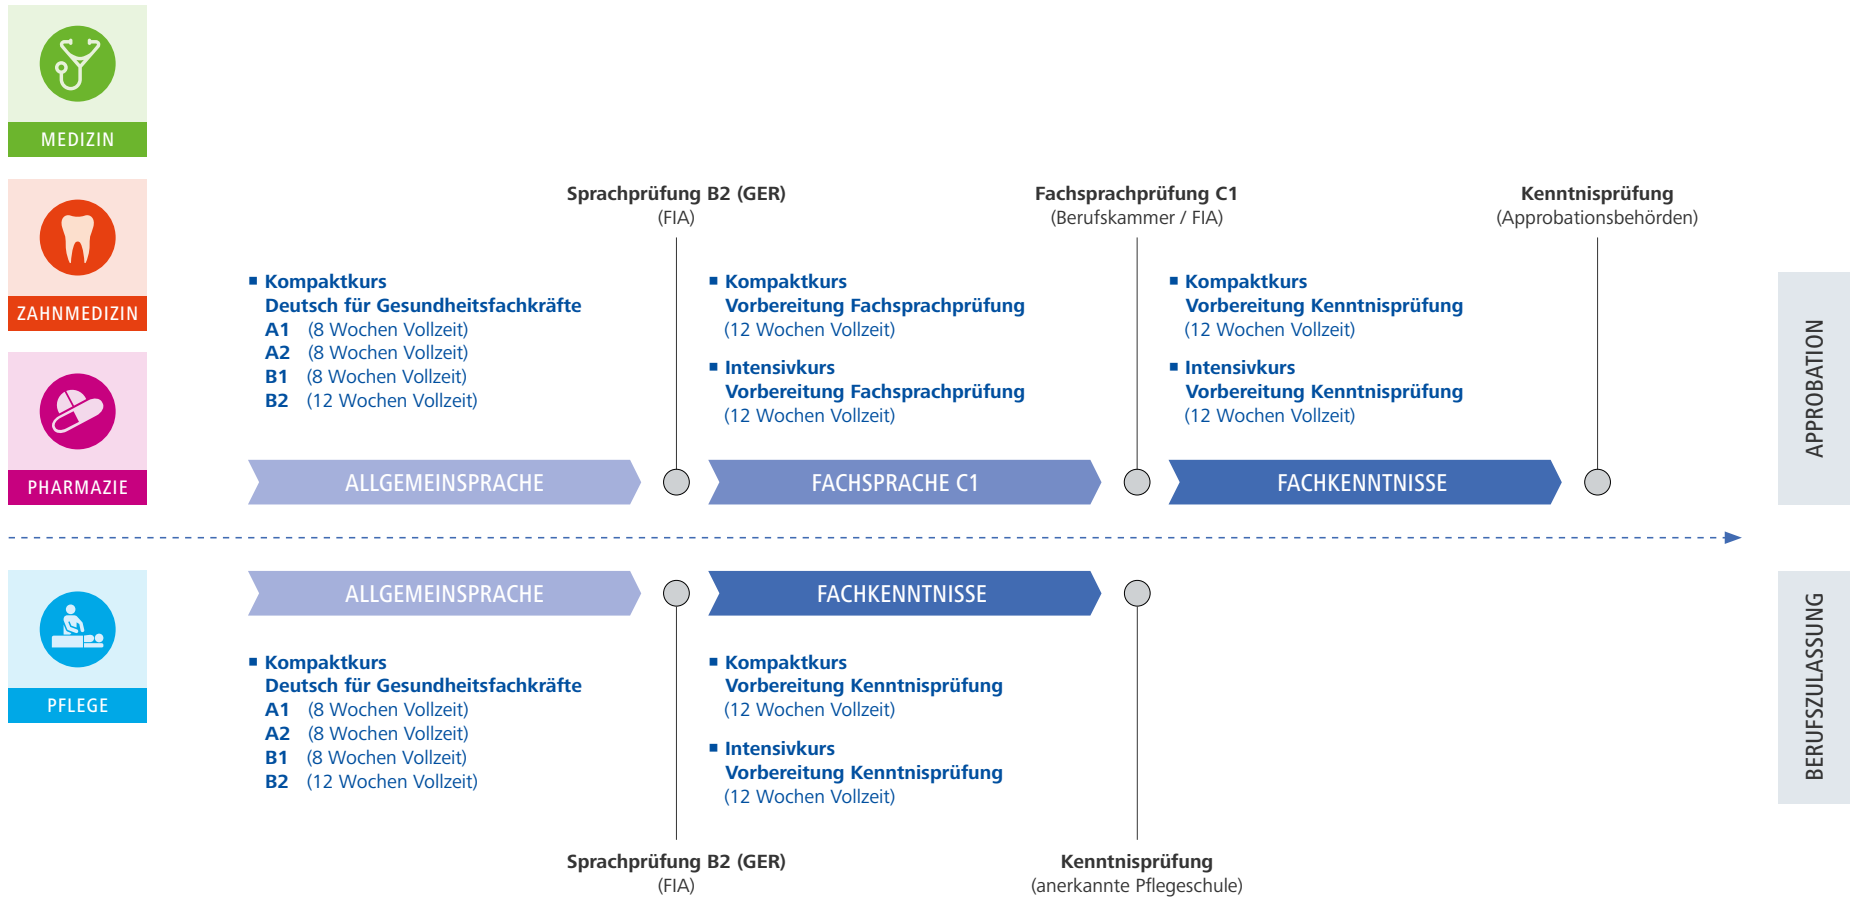 MEDIZIN
ZAHNMEDIZIN
PHARMAZIE
Sprachprüfung B2 (GER)
(FIA)
Fachsprachprüfung C1
(Berufskammer / FIA)
Kenntnisprüfung
(Approbationsbehörden)
▪ Kompaktkurs
Deutsch für Gesundheitsfachkräfte
A1 (8 Wochen Vollzeit)
A2 (8 Wochen Vollzeit)
B1 (8 Wochen Vollzeit)
B2 (12 Wochen Vollzeit)
▪ Kompaktkurs
Vorbereitung Fachsprachprüfung
(12 Wochen Vollzeit)
▪ Intensivkurs
Vorbereitung Fachsprachprüfung
(12 Wochen Vollzeit)
▪ Kompaktkurs
Vorbereitung Kenntnisprüfung
(12 Wochen Vollzeit)
▪ Intensivkurs
Vorbereitung Kenntnisprüfung
(12 Wochen Vollzeit)
ALLGEMEINSPRACHE
FACHSPRACHE C1
FACHKENNTNISSE
APPROBATION
PFLEGE
ALLGEMEINSPRACHE
FACHKENNTNISSE
▪ Kompaktkurs
Deutsch für Gesundheitsfachkräfte
A1 (8 Wochen Vollzeit)
A2 (8 Wochen Vollzeit)
B1 (8 Wochen Vollzeit)
B2 (12 Wochen Vollzeit)
▪ Kompaktkurs
Vorbereitung Kenntnisprüfung
(12 Wochen Vollzeit)
▪ Intensivkurs
Vorbereitung Kenntnisprüfung
(12 Wochen Vollzeit)
Sprachprüfung B2 (GER)
(FIA)
Kenntnisprüfung
(anerkannte Pflegeschule)
BERUFSZULASSUNG